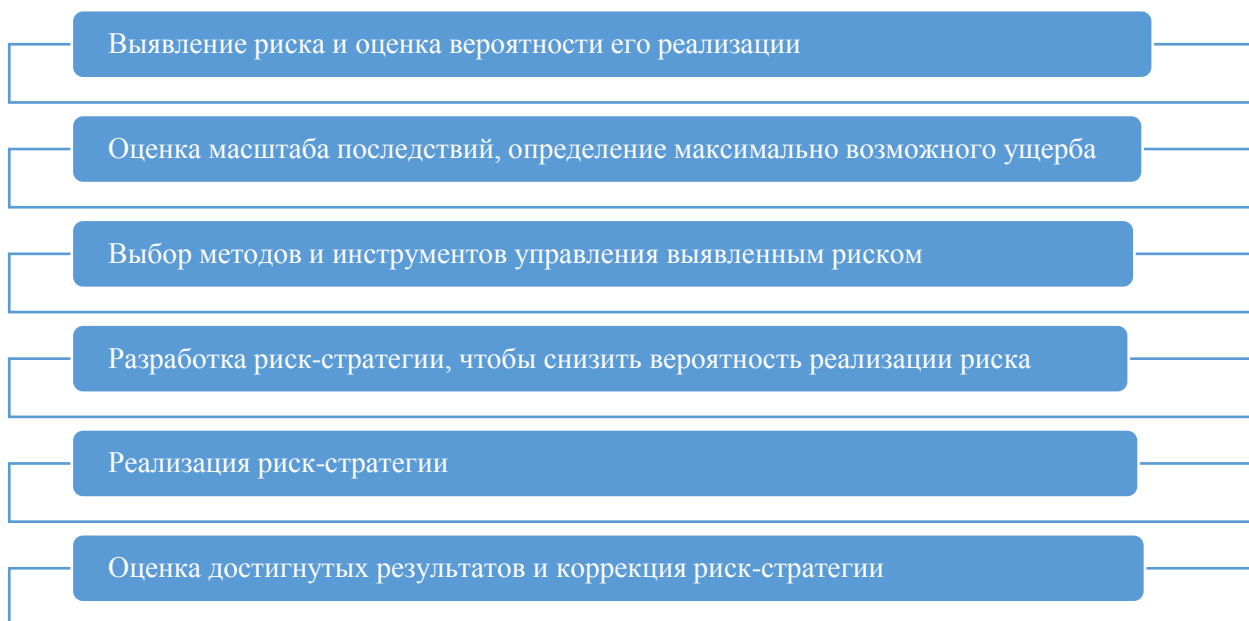 Выявление риска и оценка вероятности его реализации
Оценка масштаба последствий, определение максимально возможного ущерба
Выбор методов и инструментов управления выявленным риском
Разработка риск-стратегии, чтобы снизить вероятность реализации риска
Реализация риск-стратегии
Оценка достигнутых результатов и коррекция риск-стратегии